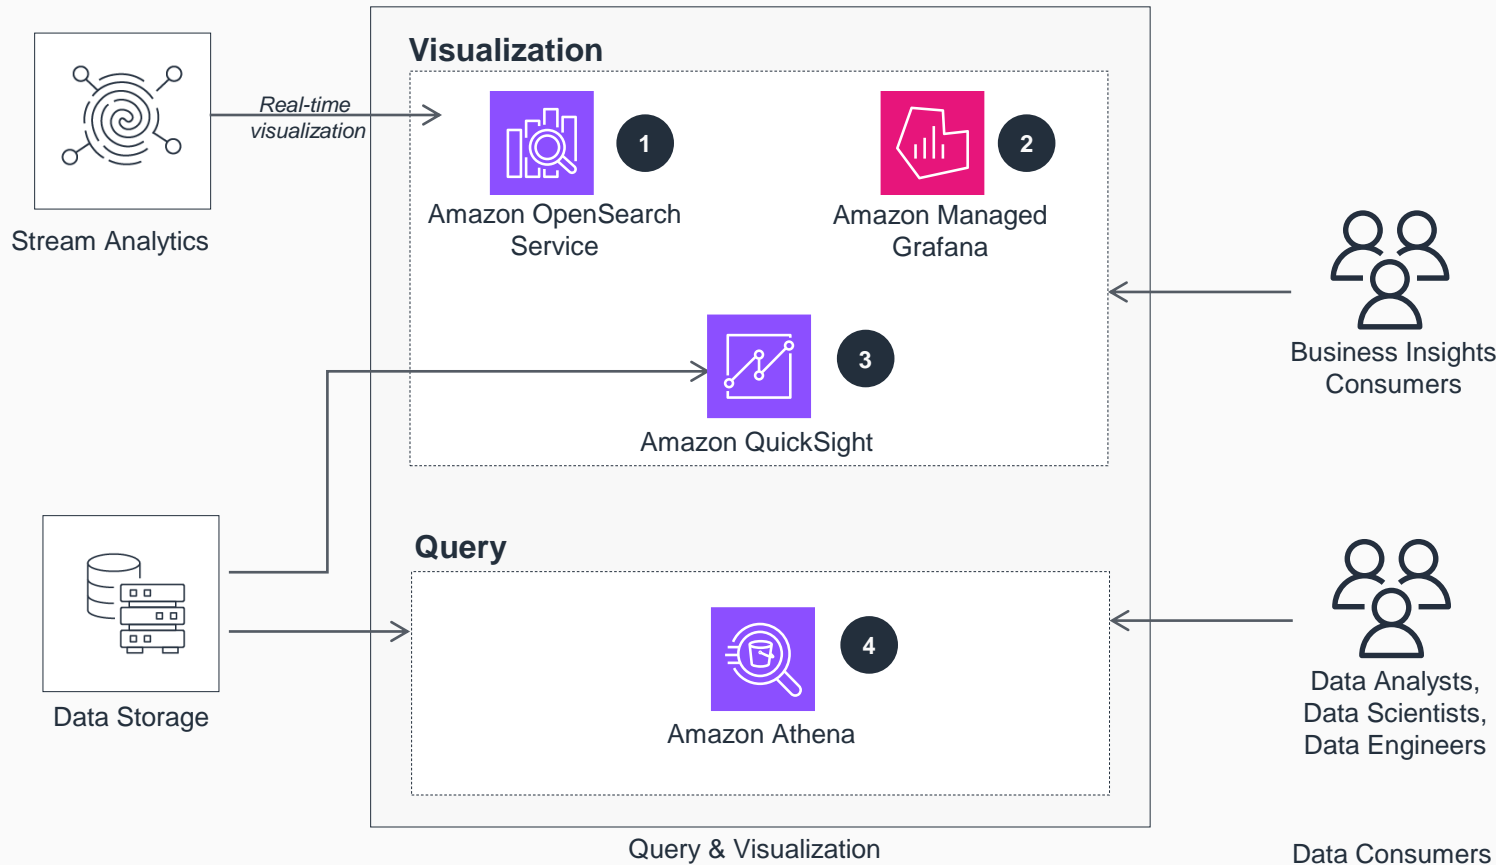 Visualization
Real-time
visualization
1
2
Amazon OpenSearch
Service
Amazon Managed
Grafana
Stream Analytics
3
Amazon QuickSight
Business Insights
Consumers
Query
4
Amazon Athena
Data Storage
Data Analysts,
Data Scientists,
Data Engineers
Query & Visualization
Data Consumers